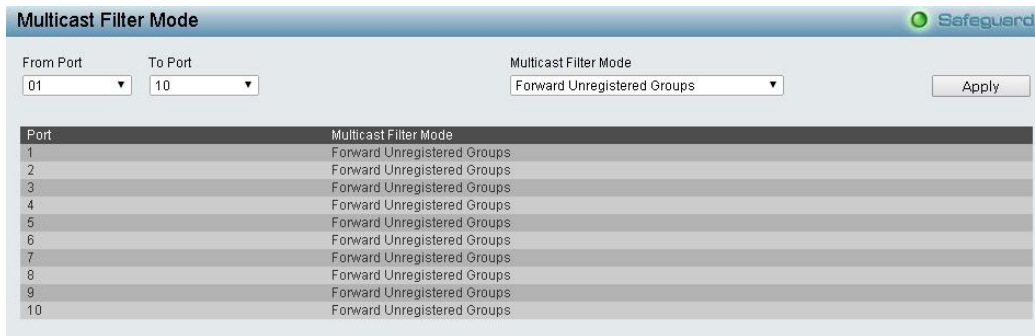 Multicast Filter Mode
Safeguard
From Port To Port Multicast Filter Mode
01 10 Forward Unregistered Groups Apply
Port Multicast Filter Mode
1 Forward Unregistered Groups
2 Forward Unregistered Groups
3 Forward Unregistered Groups
4 Forward Unregistered Groups
5 Forward Unregistered Groups
6 Forward Unregistered Groups
7 Forward Unregistered Groups
8 Forward Unregistered Groups
9 Forward Unregistered Groups
10 Forward Unregistered Groups